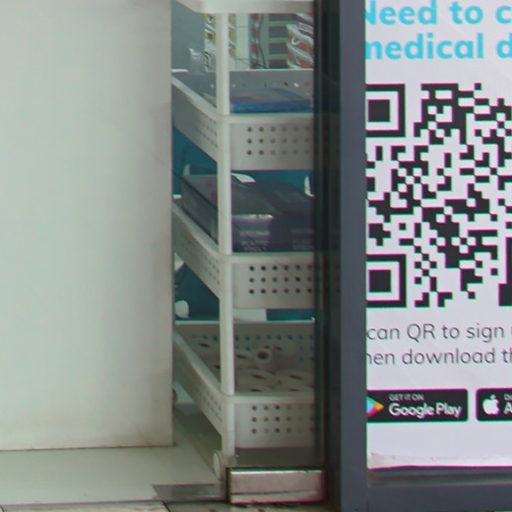 Need to c
medical d
can QR to sign
hen download th
GET IT ON
Google Play